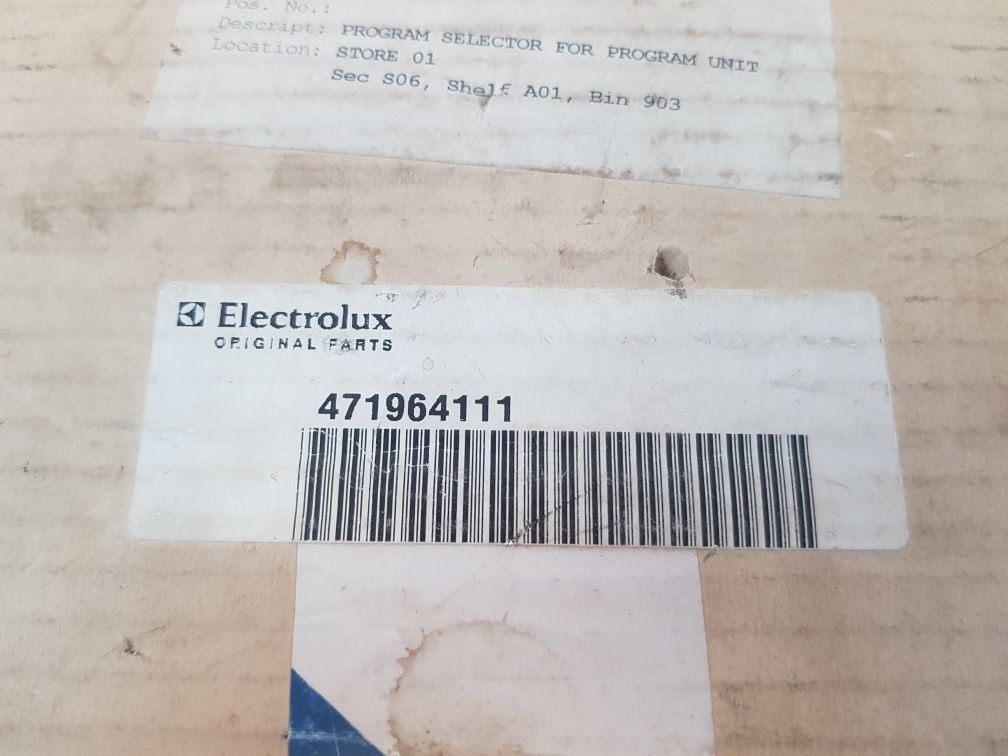 Pos. No.:
Descript: PROGRAM SELECTOR FOR PROGRAM UNIT
Location: STORE 01
Sec S06, Shelf A01, Bin 903
Electrolux
ORIGINAL PARTS
471964111